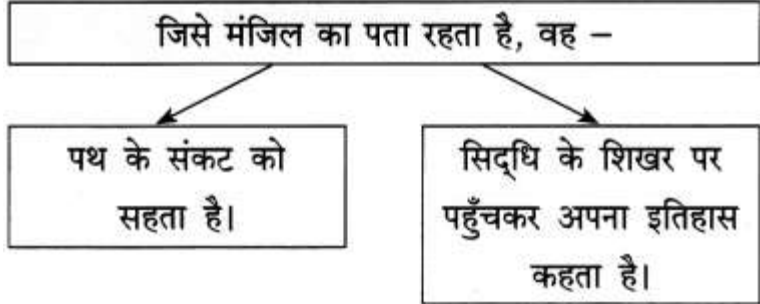 जिसे मंजिल का पता रहता है, वह –
पथ के संकट को
सहता है।
सिद्‌धि के शिखर पर
पहुँचकर अपना इतिहास
कहता है।